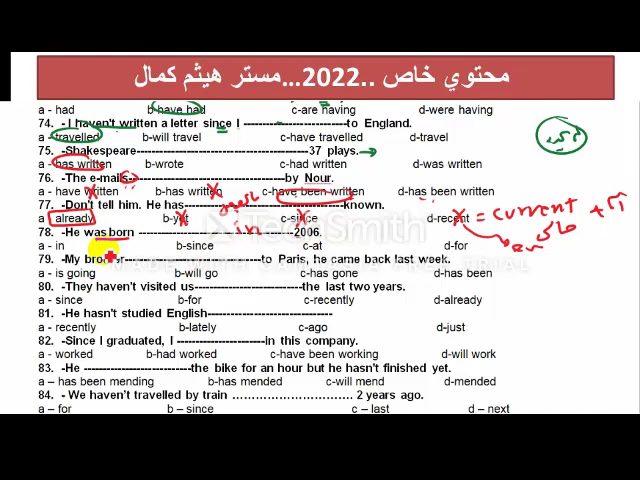 محتوي خاص ..2022...مستر هيثم كمال
a - had b-have had c-are having d-were having
74. - I haven't written a letter since I --------------------to England.
a - travelled b-will travel c-have travelled d-travel
75. -Shakespeare----------------------------------------37 plays.
a - has written b-wrote c-had written d-was written
76. -The e-mails-------------------------------------by Nour.
a - have written b-has written c-have been written d-has been written
77. -Don't tell him. He has--------------------------------known.
a already b-yet c-since d-recent
= current
78. -He was born --------------------------------------2006.
in
a - in b-since c-at d-for
79. -My brother---------------------------------to Paris, he came back last week.
a - is going b-will go c-has gone d-has been
MADE WITH CAMTASIA FREE TRIAL
TechSmith
80. -They haven't visited us-----------------------the last two years.
a - since b-for c-recently d-already
81. -He hasn't studied English-------------------------------
a - recently b-lately c-ago d-just
82. -Since I graduated, I ----------------------in this company.
a - worked b-had worked c-have been working d-will work
83. -He ---------------------------the bike for an hour but he hasn't finished yet.
a – has been mending b-has mended c-will mend d-mended
84. - We haven't travelled by train …………………………. 2 years ago.
a – for b – since c – last d – next